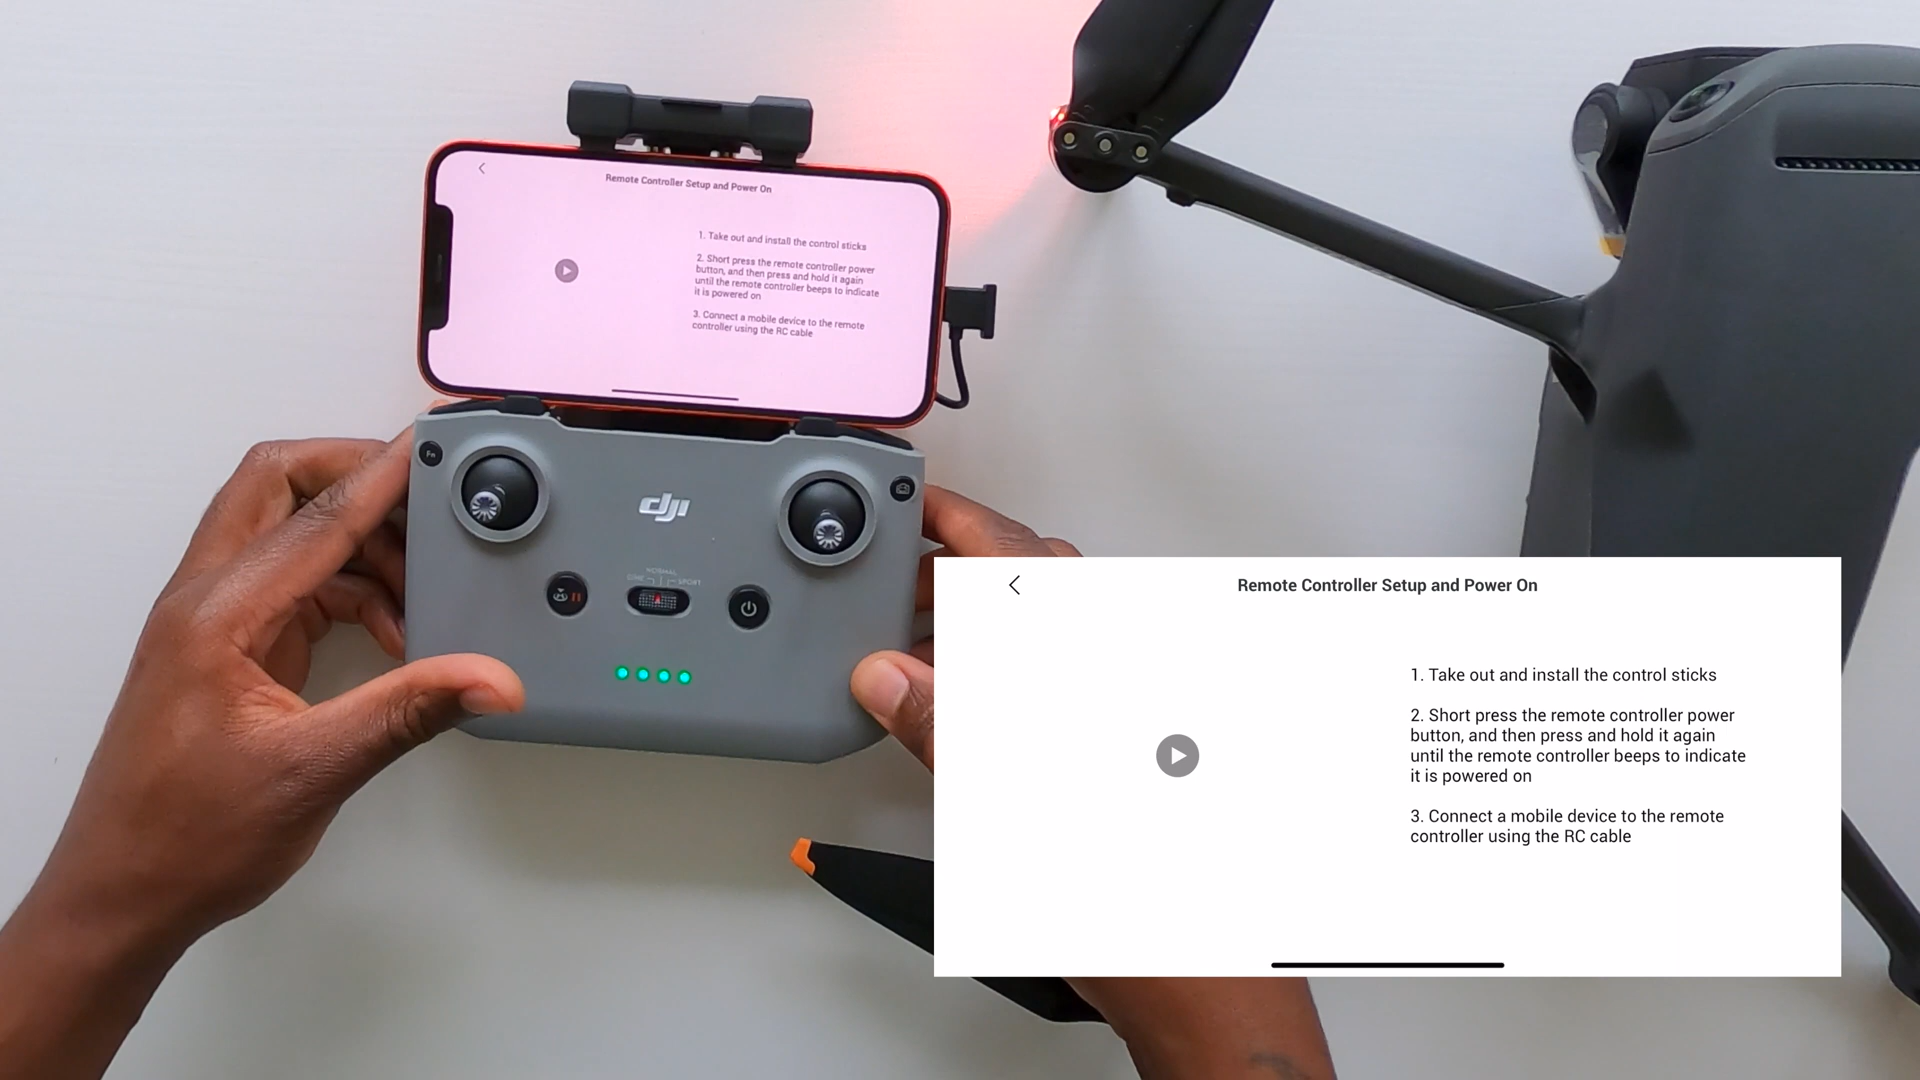 Remote Controller Setup and Power On
1. Take out and install the control sticks
2. Short press the remote controller power
button, and then press and hold it again
until the remote controller beeps to indicate
it is powered on
3. Connect a mobile device to the remote
controller using the RC cable
Fn
dji
NORMAL
CINE
SPORT
Remote Controller Setup and Power On
1. Take out and install the control sticks
2. Short press the remote controller power
button, and then press and hold it again
until the remote controller beeps to indicate
it is powered on
3. Connect a mobile device to the remote
controller using the RC cable